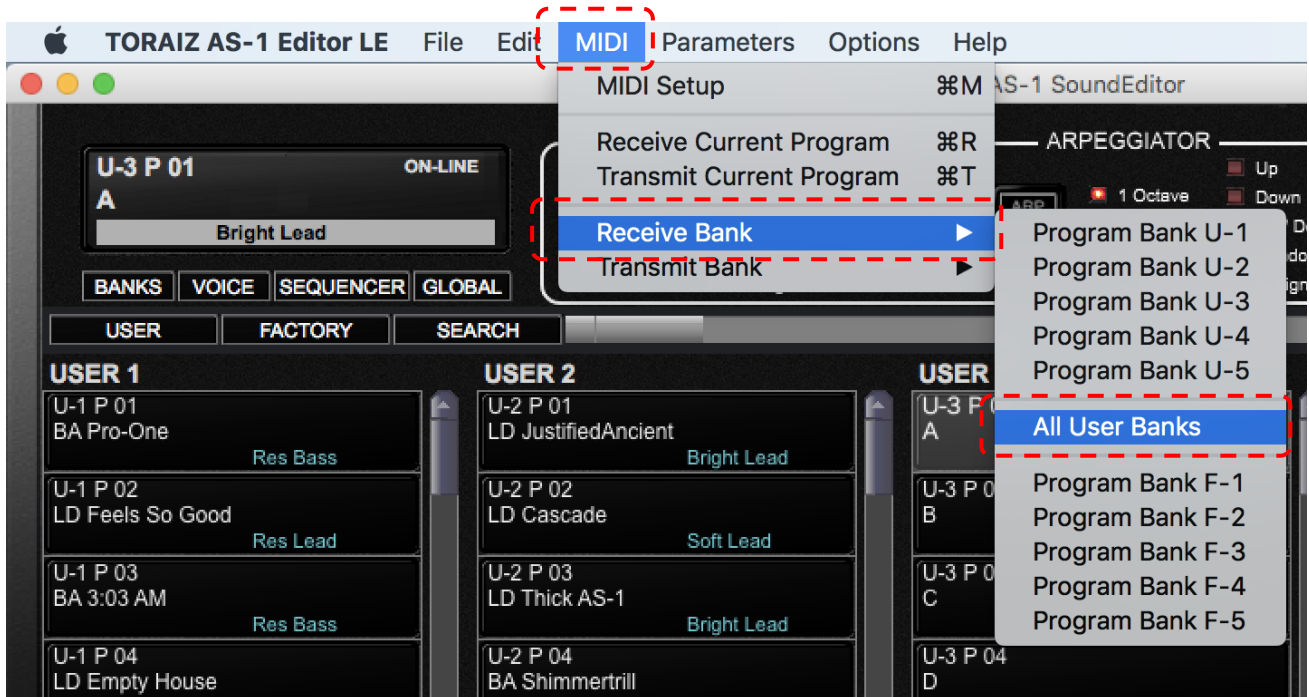 TORAIZ AS-1 Editor LE File Edit MIDI Parameters Options Help
AS-1 SoundEditor
MIDI Setup ⌘M
Receive Current Program ⌘R
Transmit Current Program ⌘T
Receive Bank ▶
Transmit Bank ▶
U-3 P 01 ON-LINE
A
Bright Lead
BANKS VOICE SEQUENCER GLOBAL
ARPEGGIATOR
ARP
1 Octave
Up
Down
Program Bank U-1
Program Bank U-2
Program Bank U-3
Program Bank U-4
Program Bank U-5
All User Banks
Program Bank F-1
Program Bank F-2
Program Bank F-3
Program Bank F-4
Program Bank F-5
USER FACTORY SEARCH
USER 1
U-1 P 01
BA Pro-One
Res Bass
U-1 P 02
LD Feels So Good
Res Lead
U-1 P 03
BA 3:03 AM
Res Bass
U-1 P 04
LD Empty House
USER 2
U-2 P 01
LD JustifiedAncient
Bright Lead
U-2 P 02
LD Cascade
Soft Lead
U-2 P 03
LD Thick AS-1
Bright Lead
U-2 P 04
BA Shimmertrill
USER
U-3 P 0
A
U-3 P 0
B
U-3 P 0
C
U-3 P 04
D